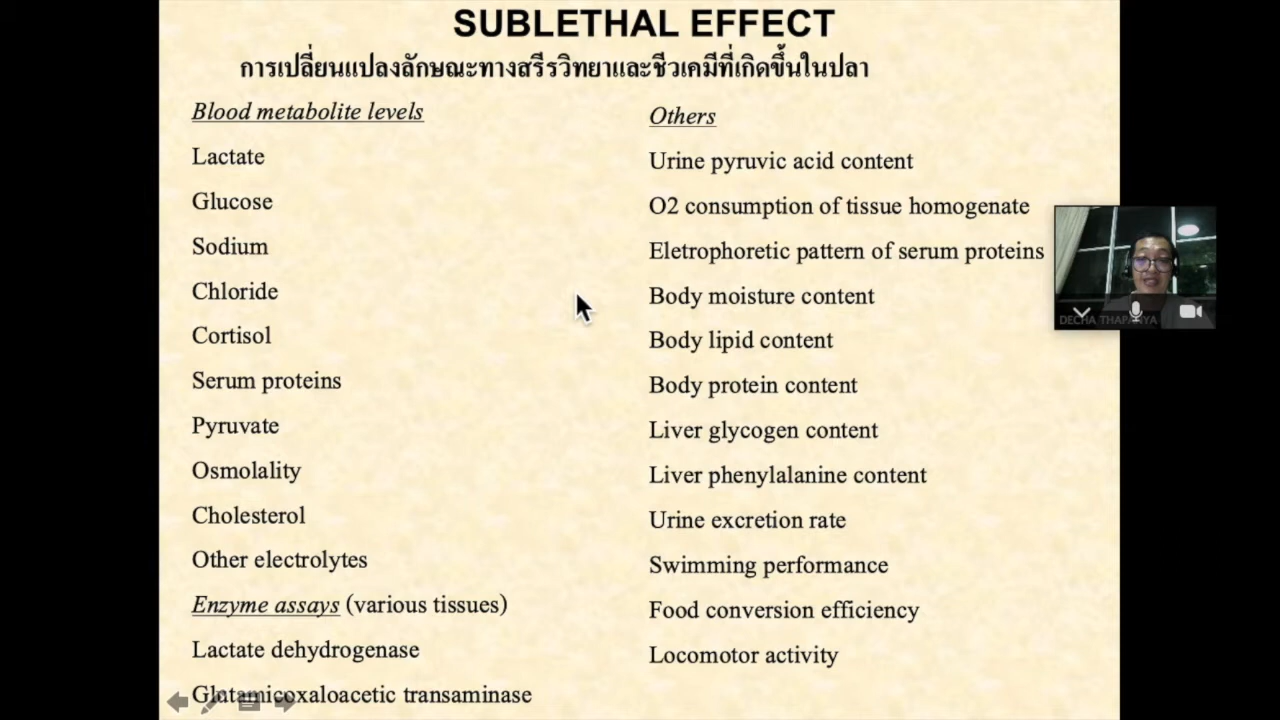 SUBLETHAL EFFECT
การเปลี่ยนแปลงลักษณะทางสรีรวิทยาและชีวเคมีที่เกิดขึ้นในปลา
Blood metabolite levels
Lactate
Glucose
Sodium
Chloride
Cortisol
Serum proteins
Pyruvate
Osmolality
Cholesterol
Other electrolytes
Enzyme assays (various tissues)
Lactate dehydrogenase
Glutamicoxaloacetic transaminase
Others
Urine pyruvic acid content
O2 consumption of tissue homogenate
Eletrophoretic pattern of serum proteins
Body moisture content
Body lipid content
Body protein content
Liver glycogen content
Liver phenylalanine content
Urine excretion rate
Swimming performance
Food conversion efficiency
Locomotor activity
DECHA THAPANYA